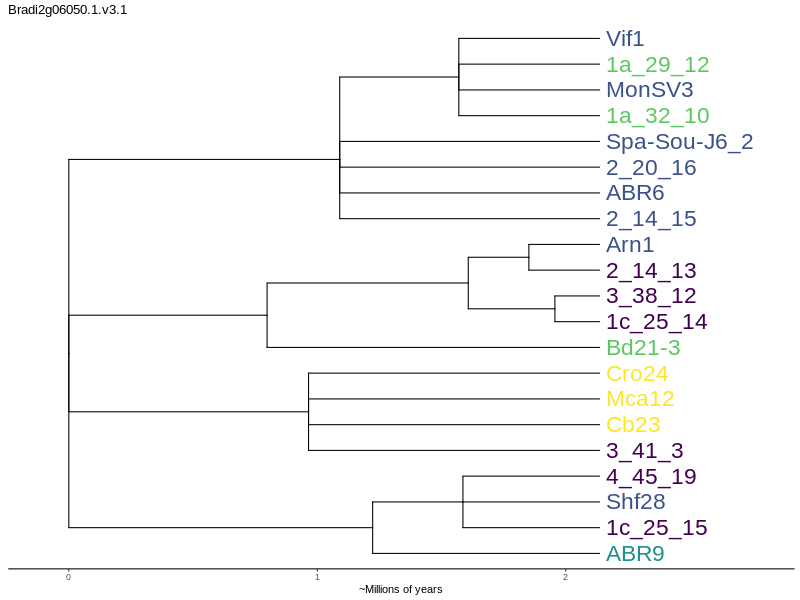 Bradi2g06050.1.v3.1
Vif1
1a_29_12
MonSV3
1a_32_10
Spa-Sou-J6_2
2_20_16
ABR6
2_14_15
Arn1
2_14_13
3_38_12
1c_25_14
Bd21-3
Cro24
Mca12
Cb23
3_41_3
4_45_19
Shf28
1c_25_15
ABR9
0 1 2
~Millions of years